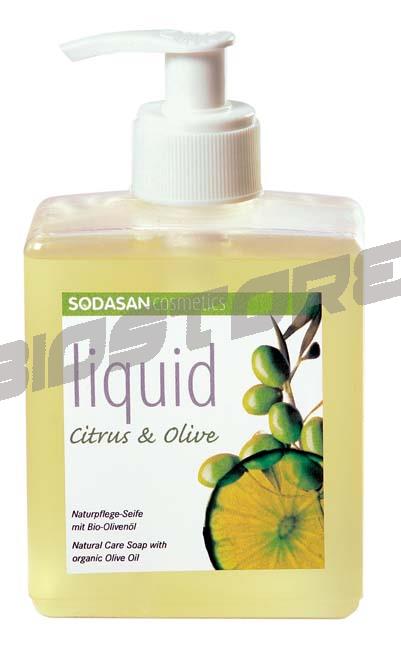 SODASAN cosmetics
BIOSTORE
liquid
Citrus & Olive
Naturpflege-Seife
mit Bio-Olivenöl
Natural Care Soap with
organic Olive Oil